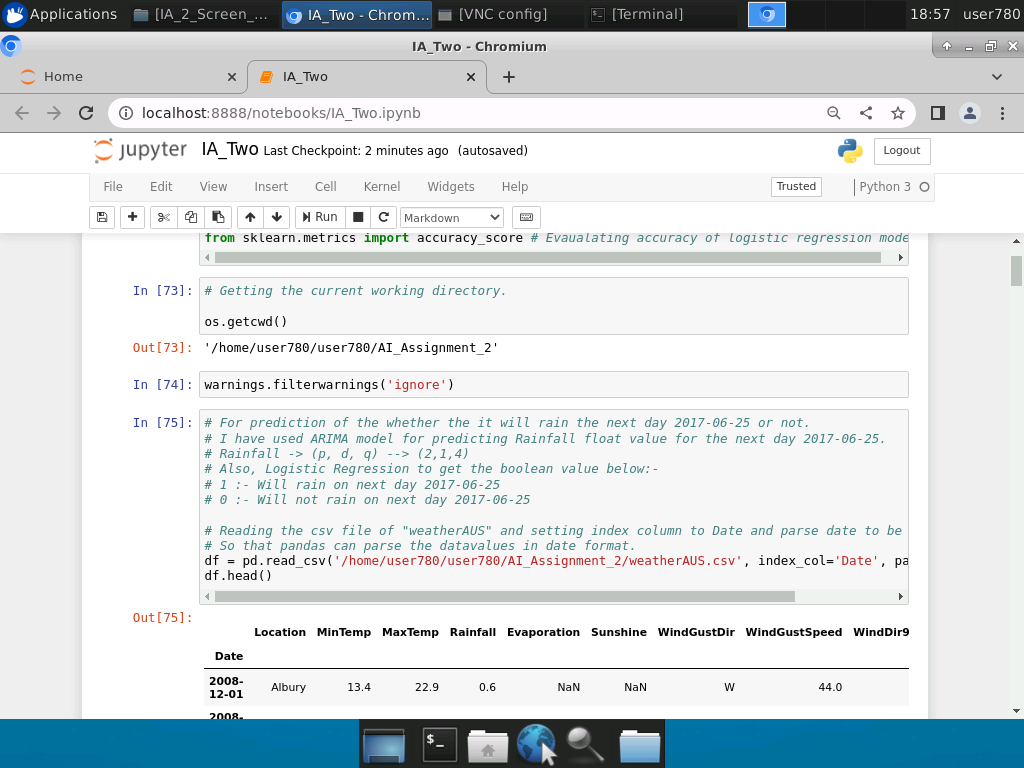 Applications [IA_2_Screen_... IA_Two - Chrom... [VNC config] [Terminal] 18:57 user780
IA_Two - Chromium
Home IA_Two
localhost:8888/notebooks/IA_Two.ipynb
jupyter IA_Two Last Checkpoint: 2 minutes ago (autosaved) Logout
File Edit View Insert Cell Kernel Widgets Help Trusted Python 3
Run Markdown
from sklearn.metrics import accuracy_score # Evaualating accuracy of logistic regression mode
In [73]: # Getting the current working directory.
os.getcwd()
Out[73]: '/home/user780/user780/AI_Assignment_2'
In [74]: warnings.filterwarnings('ignore')
In [75]: # For prediction of the whether the it will rain the next day 2017-06-25 or not.
# I have used ARIMA model for predicting Rainfall float value for the next day 2017-06-25.
# Rainfall -> (p, d, q) --> (2,1,4)
# Also, Logistic Regression to get the boolean value below:-
# 1 :- Will rain on next day 2017-06-25
# 0 :- Will not rain on next day 2017-06-25
# Reading the csv file of "weatherAUS" and setting index column to Date and parse date to be
# So that pandas can parse the datavalues in date format.
df = pd.read_csv('/home/user780/user780/AI_Assignment_2/weatherAUS.csv', index_col='Date', pa
df.head()
Out[75]:
Location MinTemp MaxTemp Rainfall Evaporation Sunshine WindGustDir WindGustSpeed WindDir9
Date
2008-12-01 Albury 13.4 22.9 0.6 NaN NaN W 44.0
2008-
$_